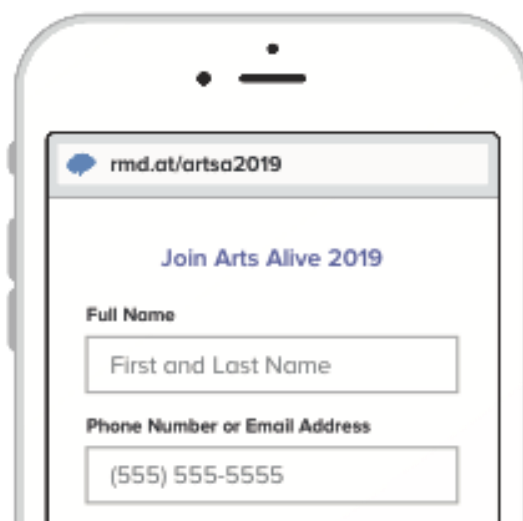 rmd.at/artsa2019
Join Arts Alive 2019
Full Name
First and Last Name
Phone Number or Email Address
(555) 555-5555